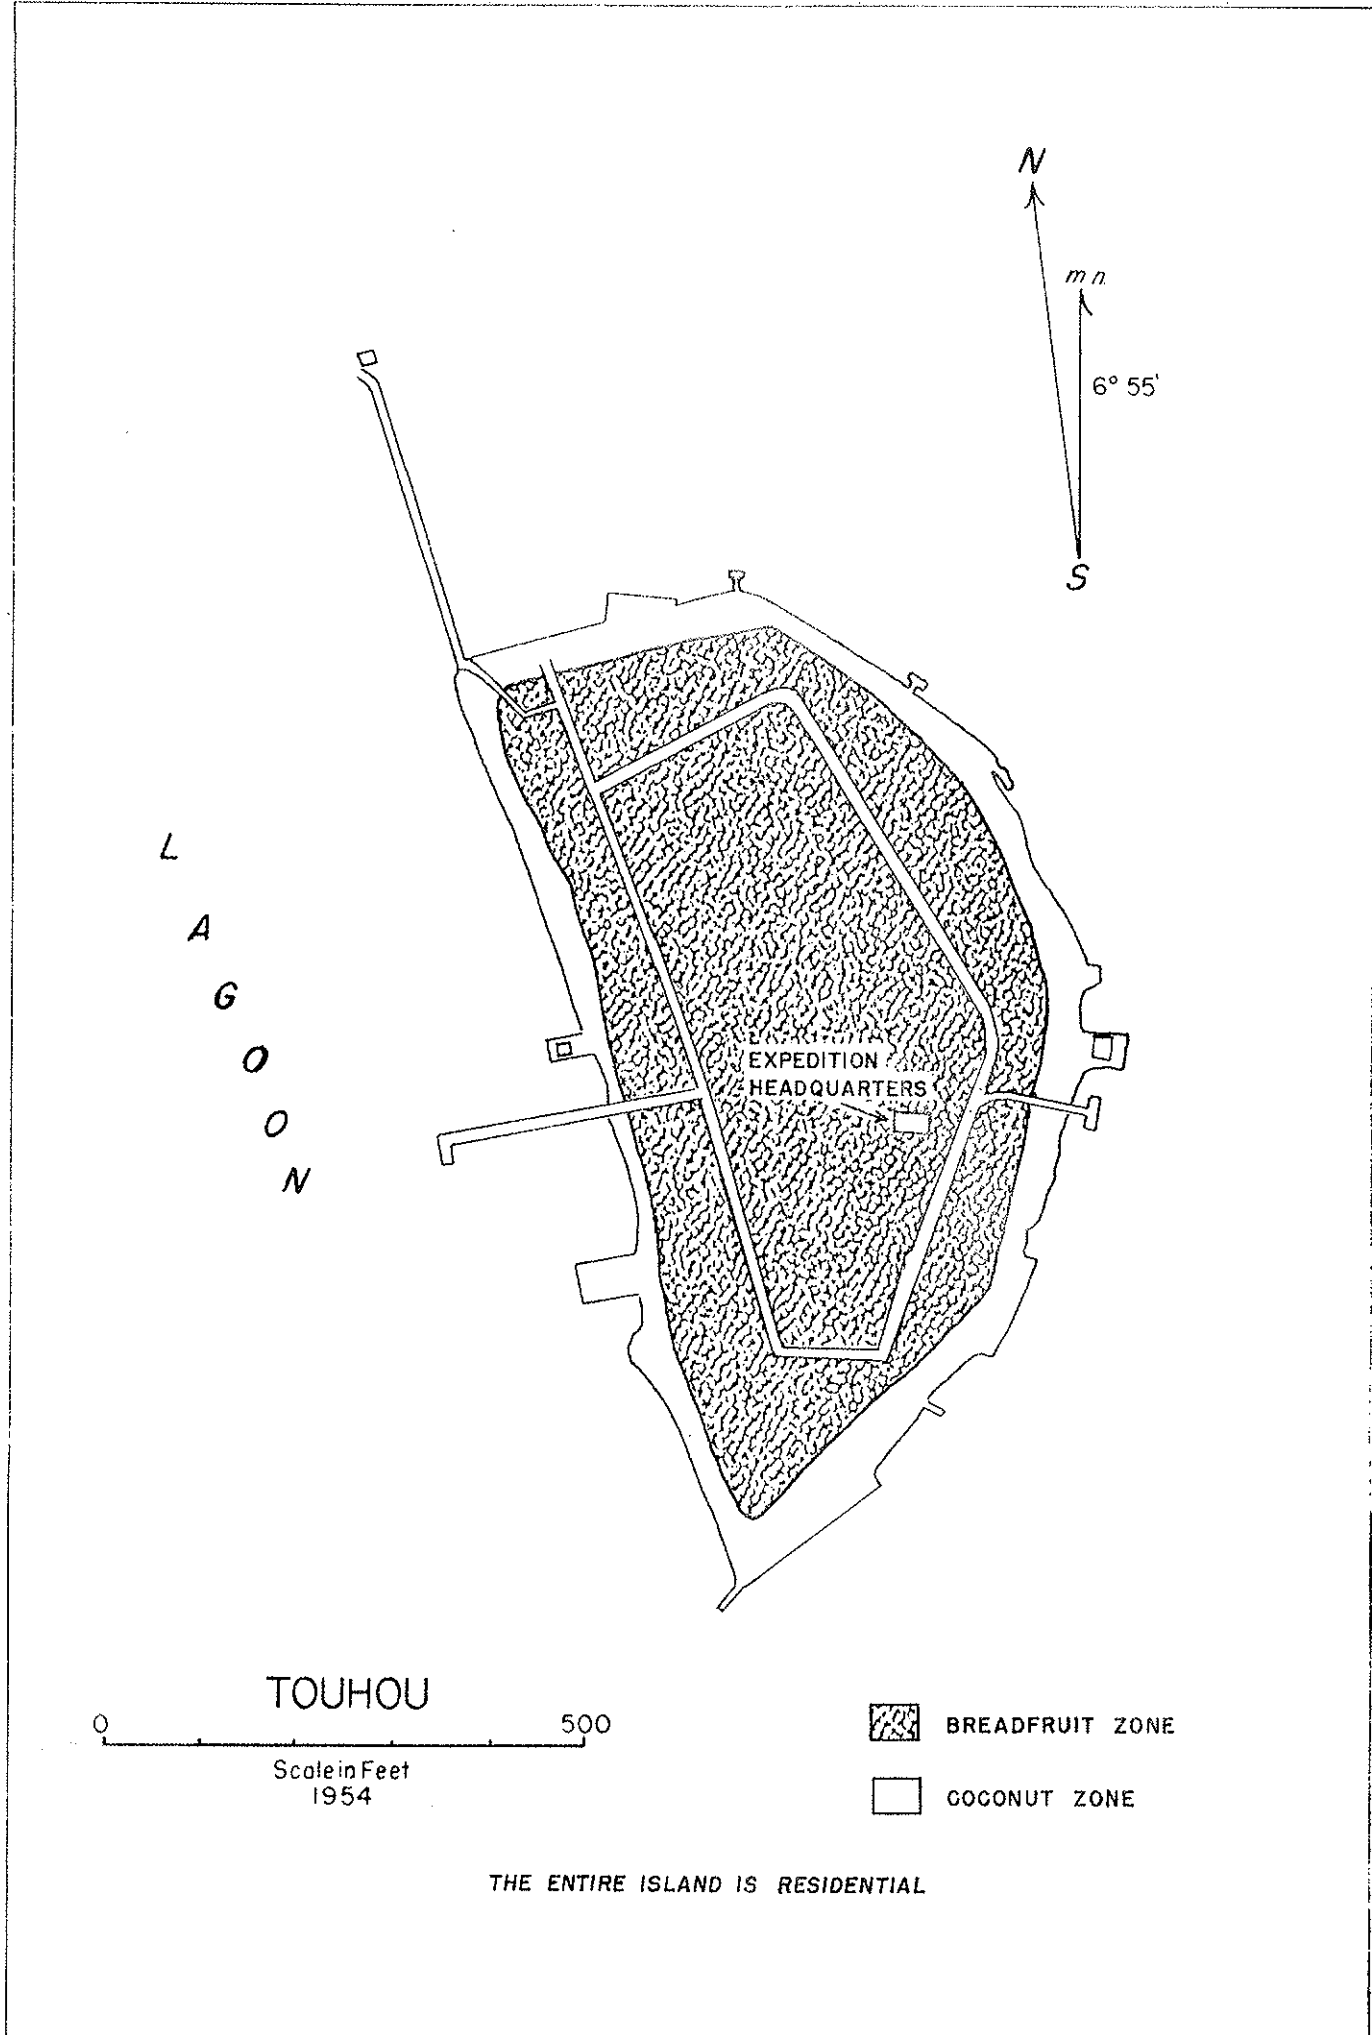 N
m n.
6° 55'
S
LAGOON
EXPEDITION
HEADQUARTERS
TOUHOU
0 500
Scale in Feet
1954
BREADFRUIT ZONE
COCONUT ZONE
THE ENTIRE ISLAND IS RESIDENTIAL